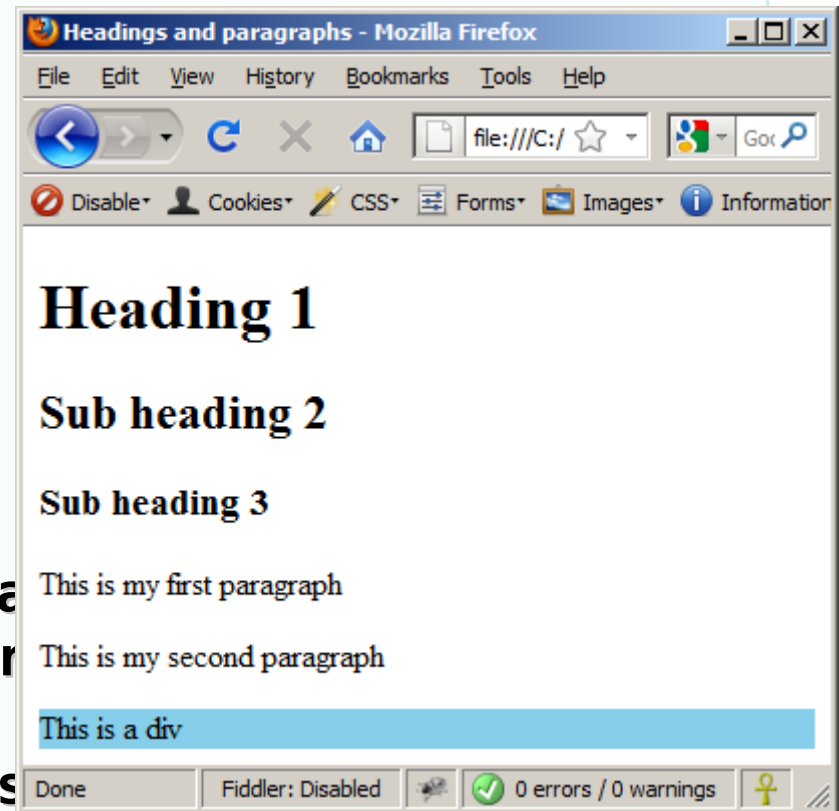 Headings and paragraphs - Mozilla Firefox
File Edit View History Bookmarks Tools Help
file:///C:/
Disable Cookies CSS Forms Images Information
Heading 1
Sub heading 2
Sub heading 3
This is my first paragraph
This is my second paragraph
This is a div
Done Fiddler: Disabled 0 errors / 0 warnings